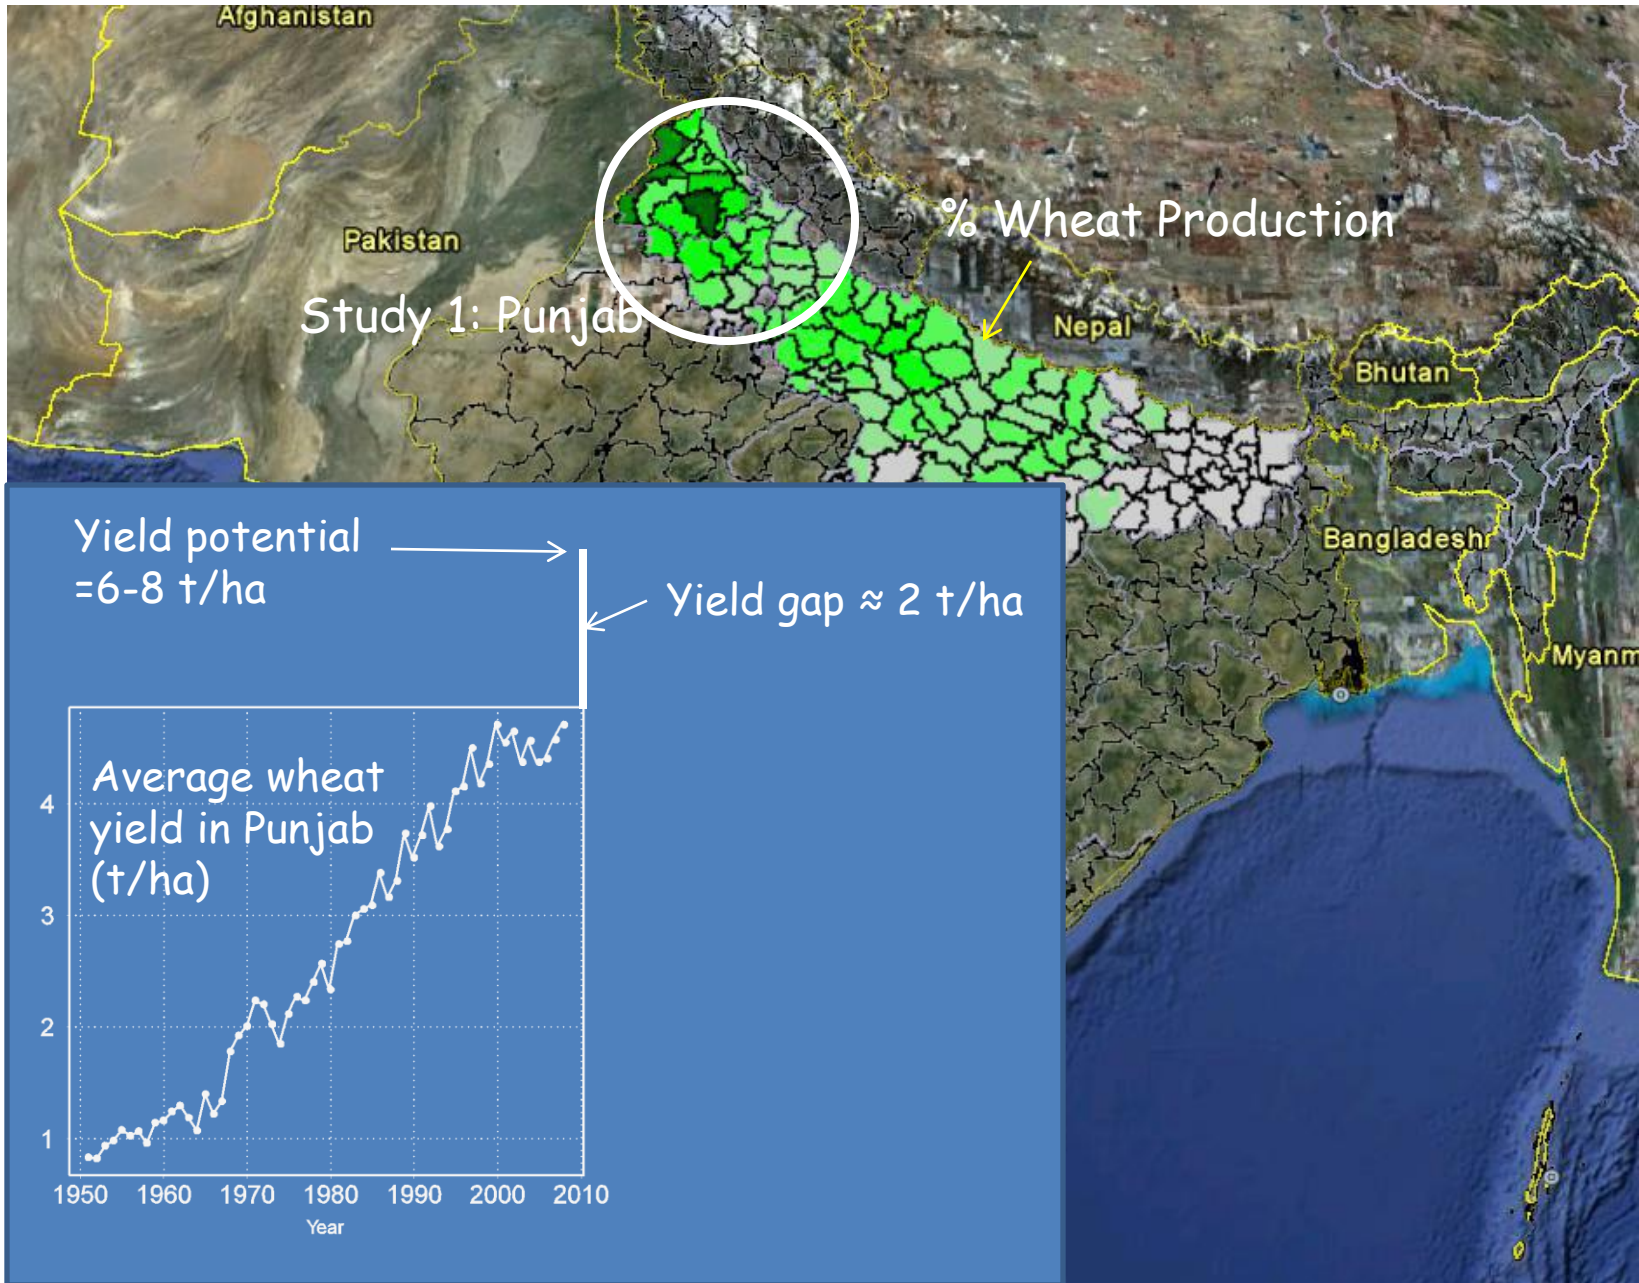 Afghanistan
Pakistan
% Wheat Production
Study 1: Punjab
Nepal
Bhutan
Bangladesh
Myanm
Yield potential
=6-8 t/ha
Yield gap ≈ 2 t/ha
Average wheat
yield in Punjab
(t/ha)
4
3
2
1
1950 1960 1970 1980 1990 2000 2010
Year